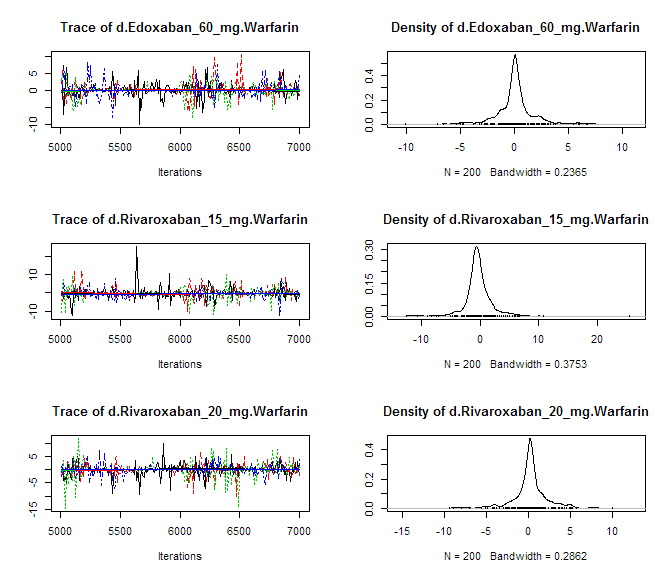 Trace of d.Edoxaban_60_mg.Warfarin
5
0
-10
5000 5500 6000 6500 7000
Iterations
Density of d.Edoxaban_60_mg.Warfarin
0.4
0.2
0.0
-10 -5 0 5 10
N = 200 Bandwidth = 0.2365
Trace of d.Rivaroxaban_15_mg.Warfarin
10
-10
5000 5500 6000 6500 7000
Iterations
Density of d.Rivaroxaban_15_mg.Warfarin
0.30
0.15
0.00
-10 0 10 20
N = 200 Bandwidth = 0.3753
Trace of d.Rivaroxaban_20_mg.Warfarin
5
-5
-15
5000 5500 6000 6500 7000
Iterations
Density of d.Rivaroxaban_20_mg.Warfarin
0.4
0.2
0.0
-15 -10 -5 0 5 10
N = 200 Bandwidth = 0.2862